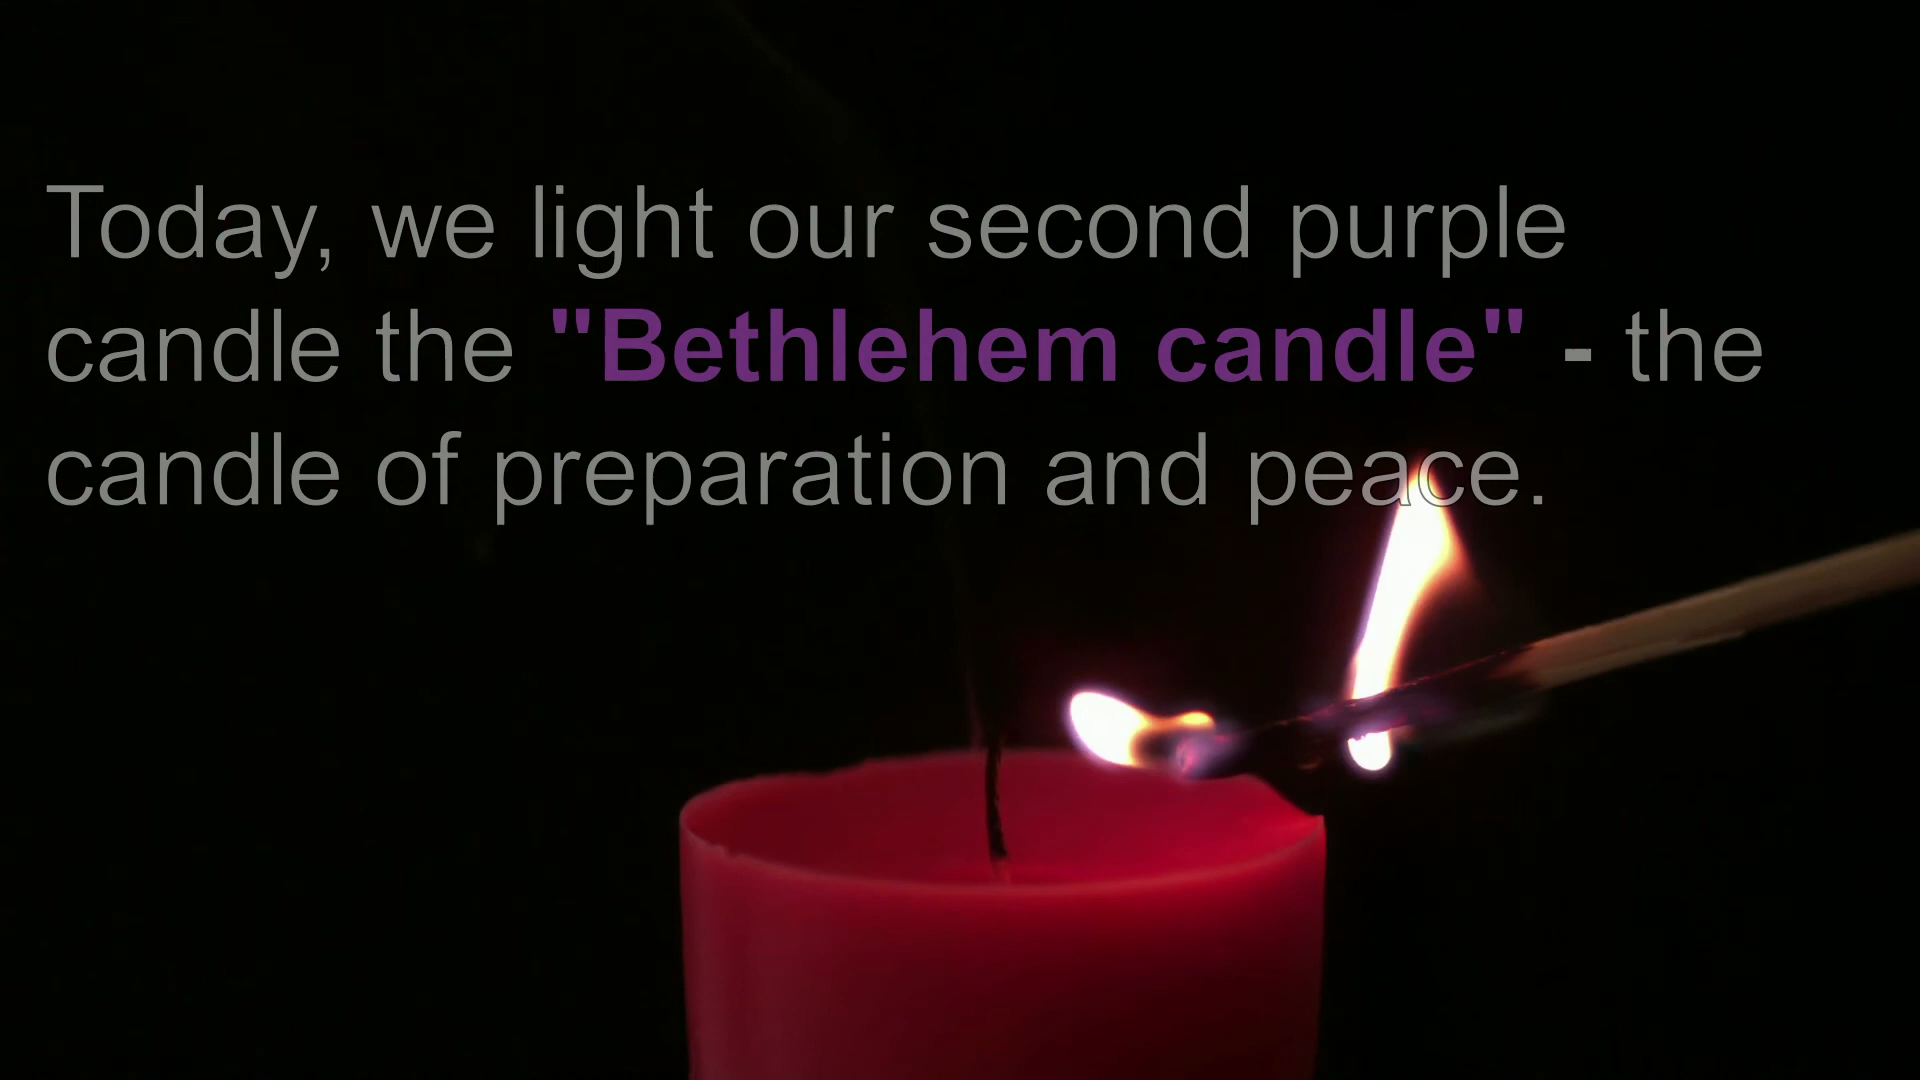 Today, we light our second purple
candle the "Bethlehem candle" - the
candle of preparation and peace.